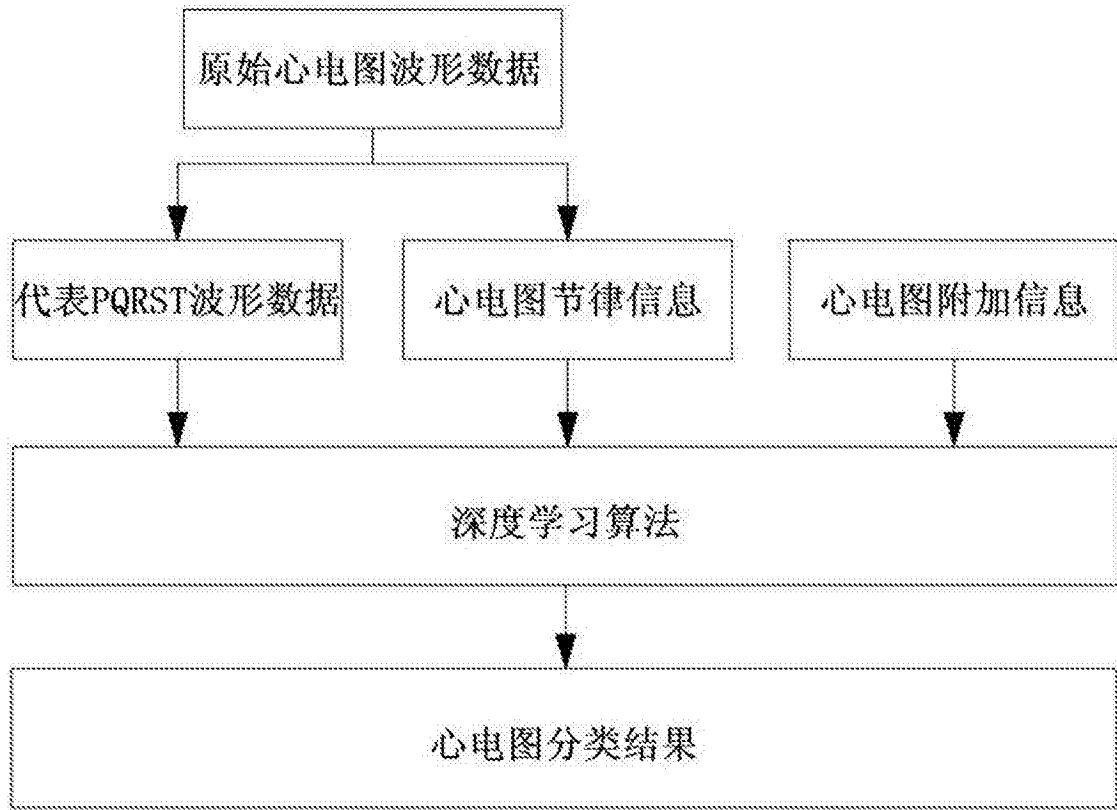 原始心电图波形数据
代表PQRST波形数据
心电图节律信息
心电图附加信息
深度学习算法
心电图分类结果